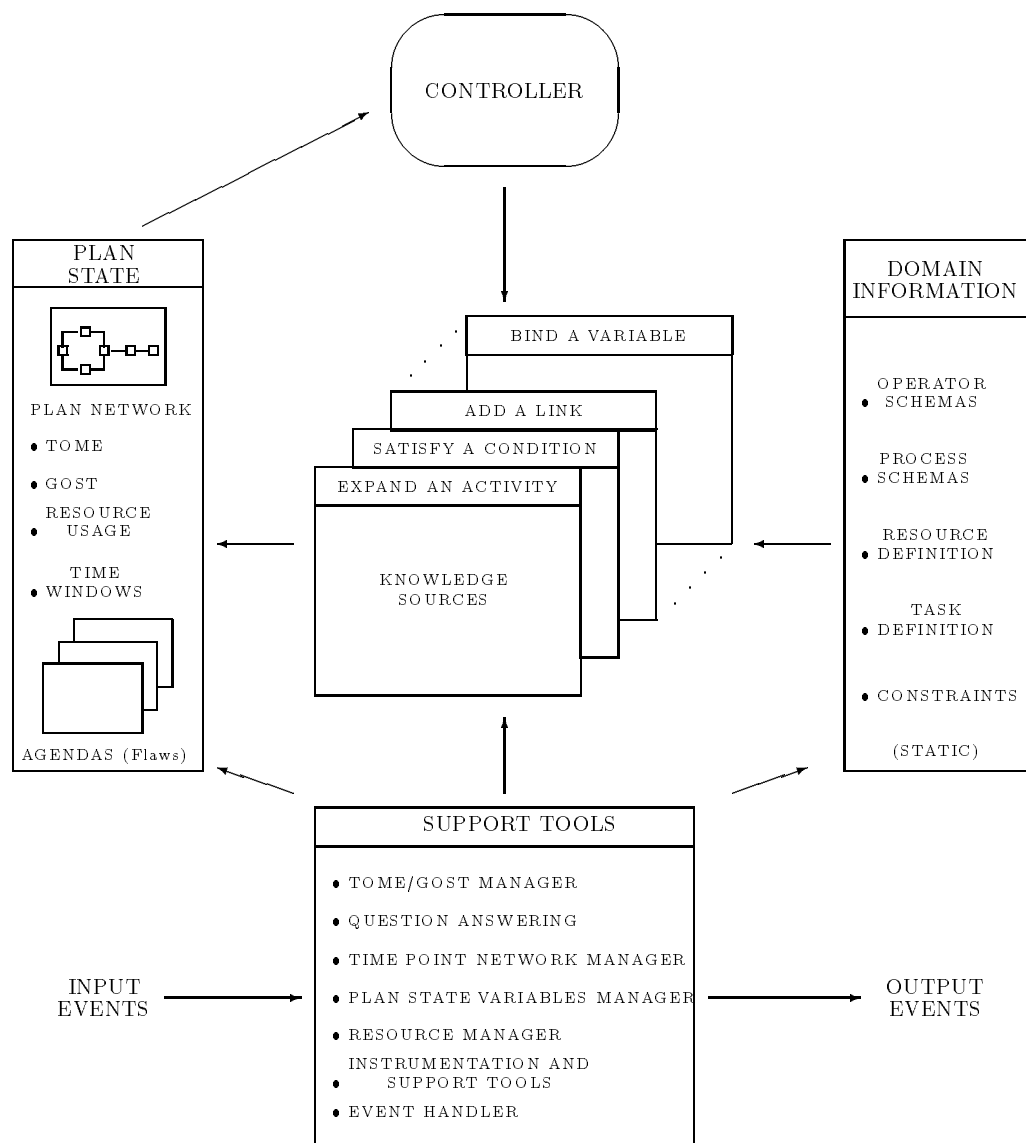 CONTROLLER
PLAN
STATE
PLAN NETWORK
• TOME
• GOST
RESOURCE
• USAGE
TIME
• WINDOWS
AGENDAS (Flaws)
BIND A VARIABLE
ADD A LINK
SATISFY A CONDITION
EXPAND AN ACTIVITY
KNOWLEDGE
SOURCES
DOMAIN
INFORMATION
OPERATOR
• SCHEMAS
PROCESS
• SCHEMAS
RESOURCE
• DEFINITION
TASK
• DEFINITION
• CONSTRAINTS
(STATIC)
SUPPORT TOOLS
• TOME/GOST MANAGER
• QUESTION ANSWERING
• TIME POINT NETWORK MANAGER
• PLAN STATE VARIABLES MANAGER
• RESOURCE MANAGER
INSTRUMENTATION AND
• SUPPORT TOOLS
• EVENT HANDLER
INPUT
EVENTS
OUTPUT
EVENTS